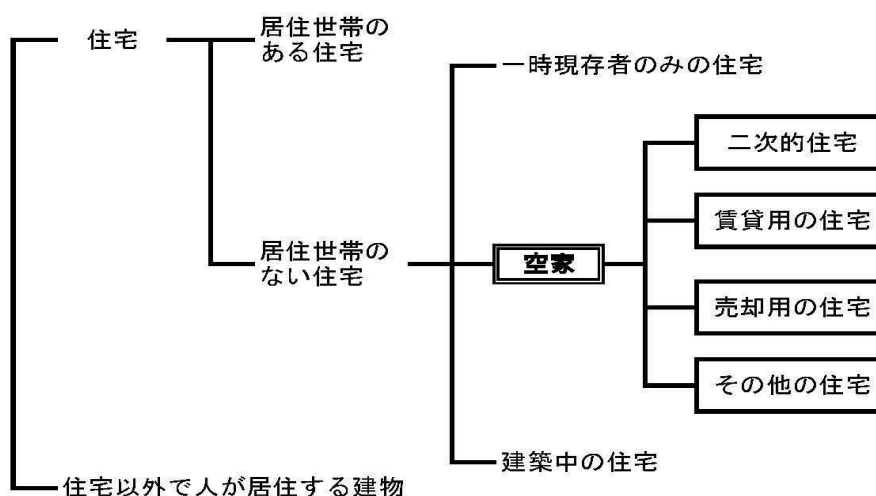 住宅
居住世帯の
ある住宅
一時現存者のみの住宅
二次的住宅
賃貸用の住宅
居住世帯の
ない住宅
空家
売却用の住宅
その他の住宅
建築中の住宅
住宅以外で人が居住する建物